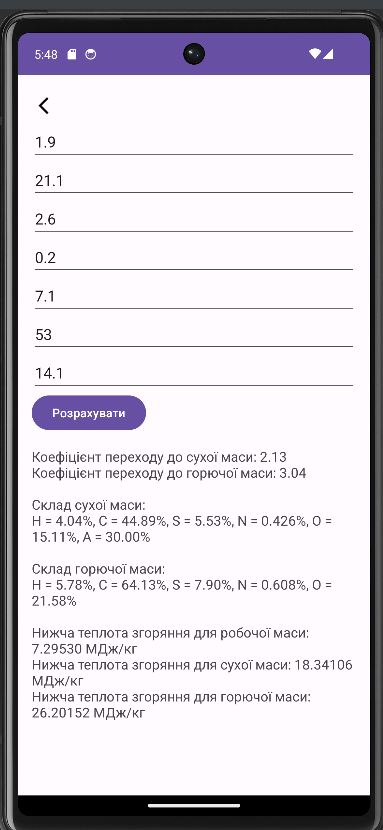 5:48
1.9
21.1
2.6
0.2
7.1
53
14.1
Розрахувати
Коефіцієнт переходу до сухої маси: 2.13
Коефіцієнт переходу до горючої маси: 3.04
Склад сухої маси:
H = 4.04%, C = 44.89%, S = 5.53%, N = 0.426%, O =
15.11%, A = 30.00%
Склад горючої маси:
H = 5.78%, C = 64.13%, S = 7.90%, N = 0.608%, O =
21.58%
Нижча теплота згоряння для робочої маси:
7.29530 МДж/кг
Нижча теплота згоряння для сухої маси: 18.34106
МДж/кг
Нижча теплота згоряння для горючої маси:
26.20152 МДж/кг